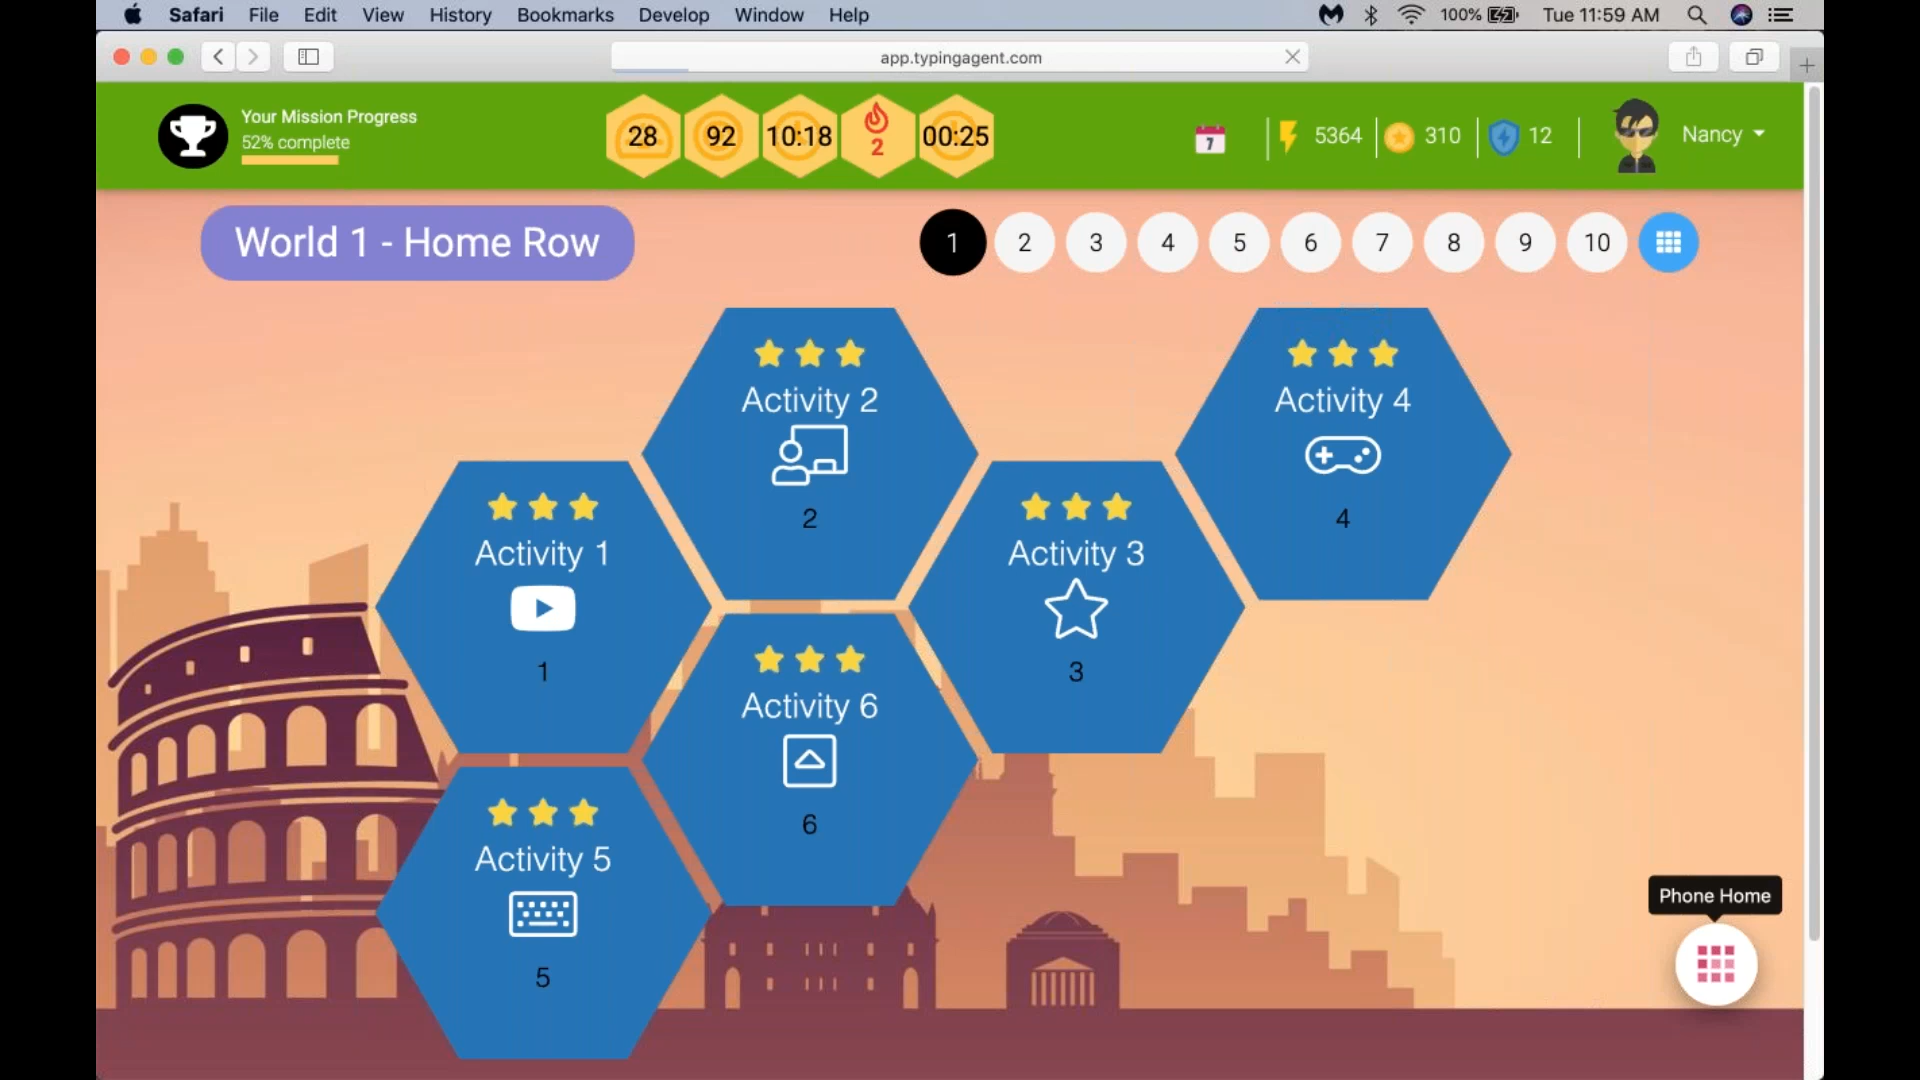 Safari File Edit View History Bookmarks Develop Window Help 100% Tue 11:59 AM
app.typingagent.com
Your Mission Progress
52% complete
28 92 10:18 2 00:25
7 5364 310 12 Nancy
World 1 - Home Row
1 2 3 4 5 6 7 8 9 10
Activity 2
2
Activity 4
4
Activity 1
1
Activity 3
3
Activity 6
6
Activity 5
5
Phone Home